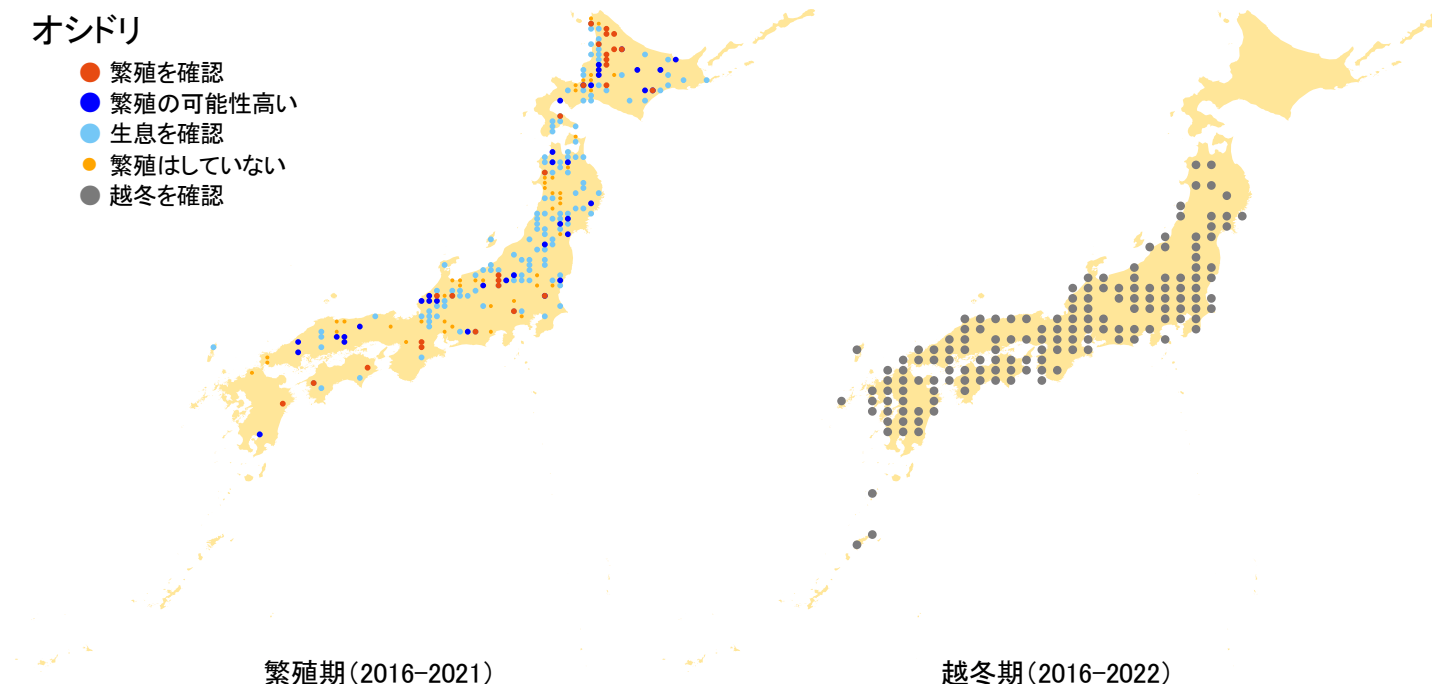 オシドリ
繁殖を確認
繁殖の可能性高い
生息を確認
繁殖はしていない
越冬を確認
繁殖期(2016-2021)
越冬期(2016-2022)